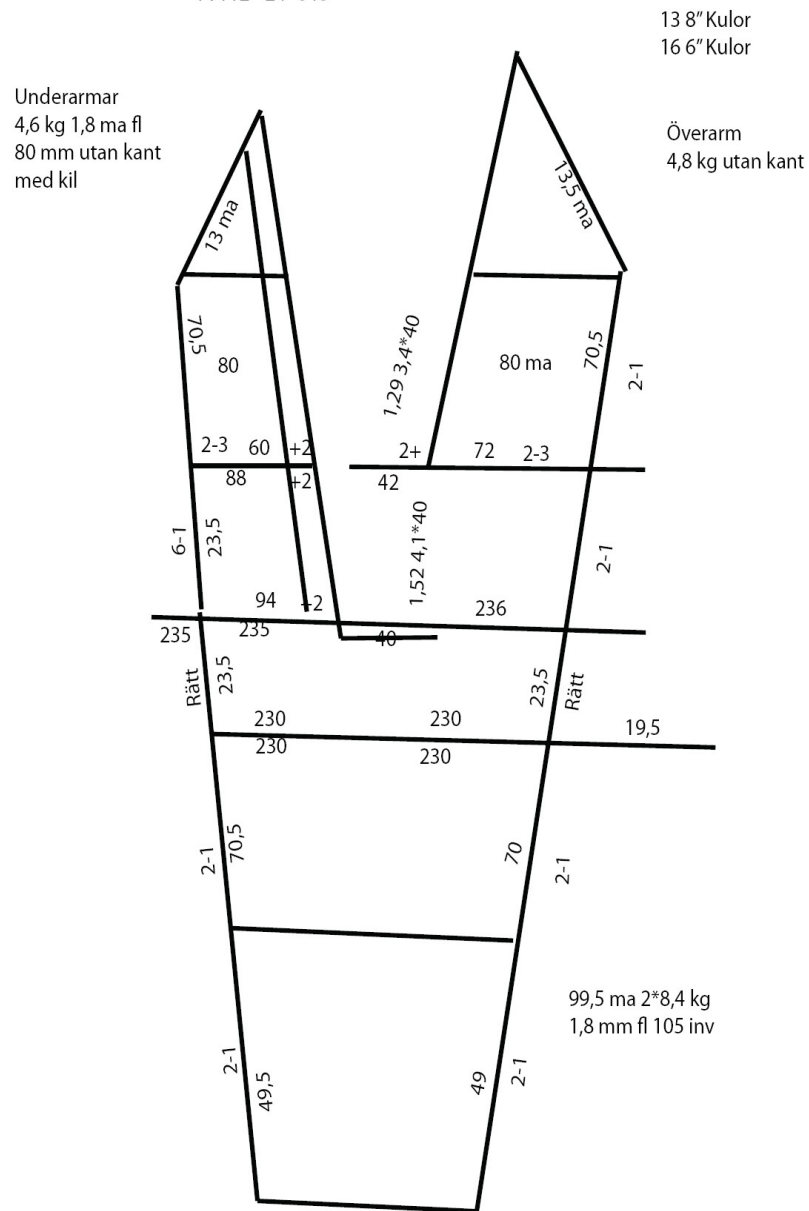 13 8” Kulor
16 6” Kulor
Underarmar
4,6 kg 1,8 ma fl
80 mm utan kant
med kil
Överarm
4,8 kg utan kant
13 ma
13,5 ma
70,5
80
1,29 3,4*40
80 ma
70,5
2-1
2-3 60 +2
2+ 72 2-3
88 +2
42
6-1
23,5
1,52 4,1*40
2-1
94 +2
236
235 235
40
Rätt
23,5
23,5
Rätt
230 230 19,5
230 230
2-1
70,5
70
2-1
99,5 ma 2*8,4 kg
1,8 mm fl 105 inv
2-1
49,5
49
2-1